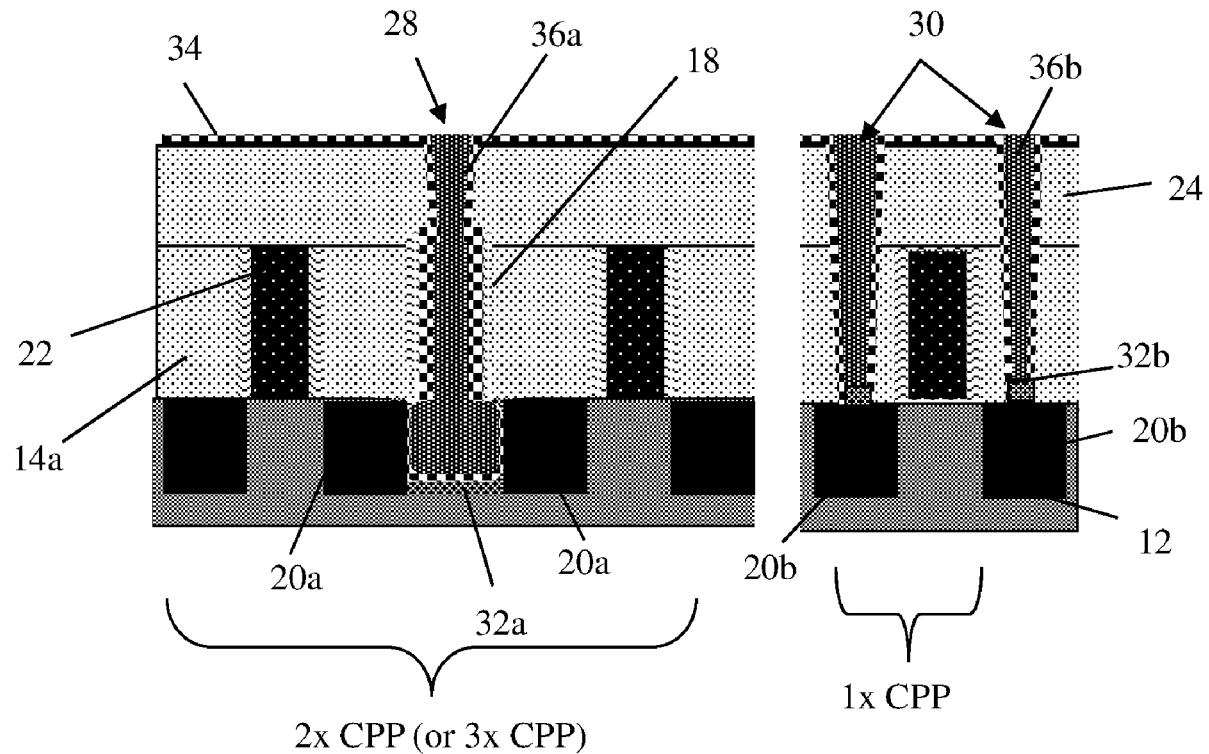 28
36a
30
34
18
36b
24
22
32b
14a
20b
20a
20a
20b
12
32a
1x CPP
2x CPP (or 3x CPP)